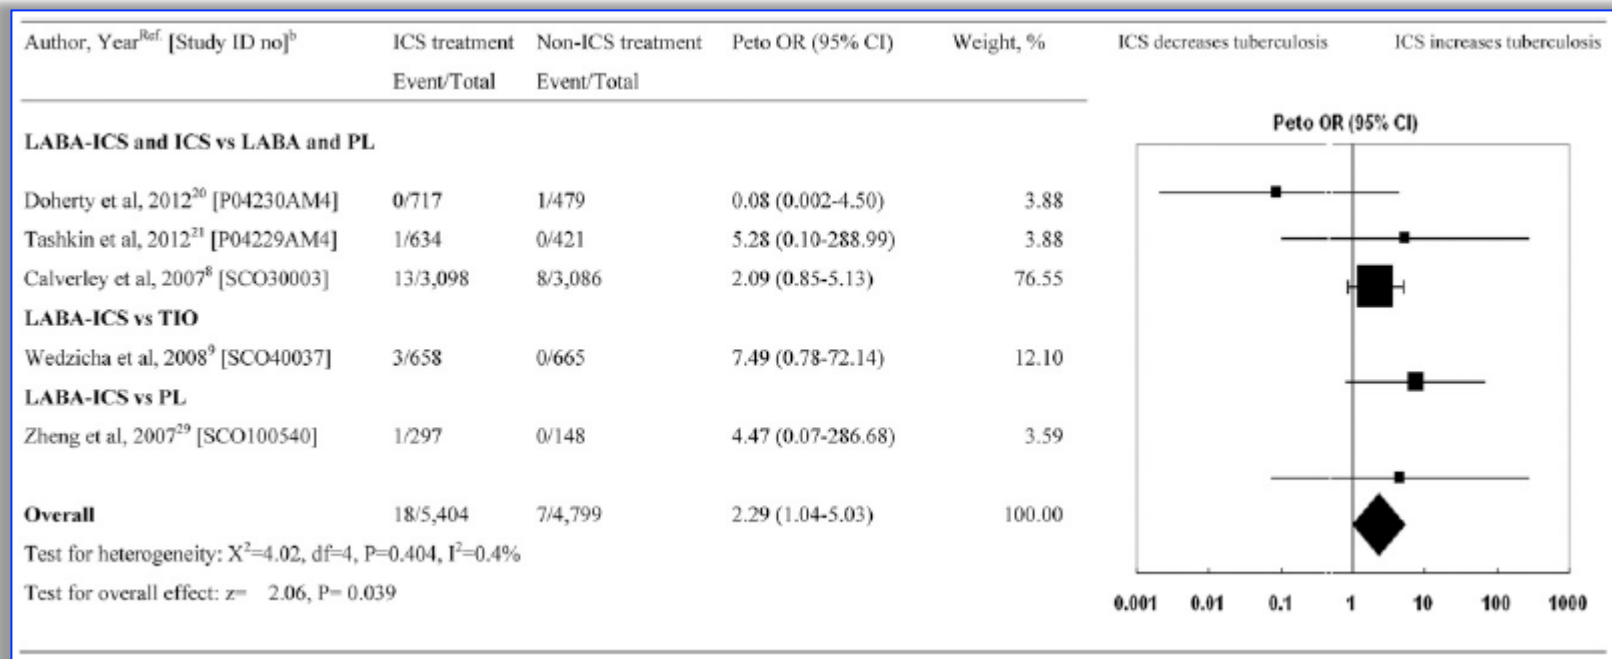 Author, Year^Ref. [Study ID no]^b ICS treatment Non-ICS treatment Peto OR (95% CI) Weight, % ICS decreases tuberculosis ICS increases tuberculosis
Event/Total Event/Total
Peto OR (95% CI)
LABA-ICS and ICS vs LABA and PL
Doherty et al, 2012^20 [P04230AM4] 0/717 1/479 0.08 (0.002-4.50) 3.88
Tashkin et al, 2012^21 [P04229AM4] 1/634 0/421 5.28 (0.10-288.99) 3.88
Calverley et al, 2007^8 [SCO30003] 13/3,098 8/3,086 2.09 (0.85-5.13) 76.55
LABA-ICS vs TIO
Wedzicha et al, 2008^9 [SCO40037] 3/658 0/665 7.49 (0.78-72.14) 12.10
LABA-ICS vs PL
Zheng et al, 2007^29 [SCO100540] 1/297 0/148 4.47 (0.07-286.68) 3.59
Overall 18/5,404 7/4,799 2.29 (1.04-5.03) 100.00
Test for heterogeneity: X^2=4.02, df=4, P=0.404, I^2=0.4%
Test for overall effect: z= 2.06, P= 0.039
0.001 0.01 0.1 1 10 100 1000